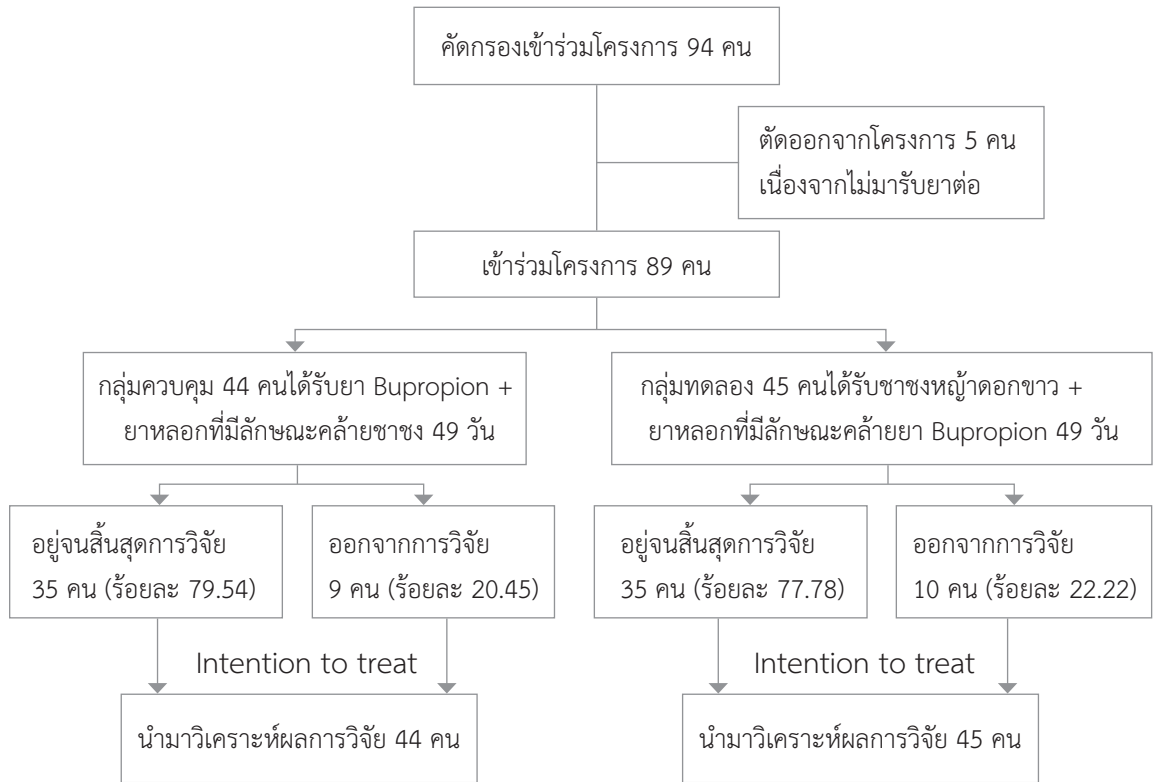 คัดกรองเข้าร่วมโครงการ 94 คน
ตัดออกจากโครงการ 5 คน
เนื่องจากไม่มารับยาต่อ
เข้าร่วมโครงการ 89 คน
กลุ่มควบคุม 44 คนได้รับยา Bupropion +
ยาหลอกที่มีลักษณะคล้ายชาชง 49 วัน
กลุ่มทดลอง 45 คนได้รับชาชงหญ้าดอกขาว +
ยาหลอกที่มีลักษณะคล้ายยา Bupropion 49 วัน
อยู่จนสิ้นสุดการวิจัย
35 คน (ร้อยละ 79.54)
ออกจากการวิจัย
9 คน (ร้อยละ 20.45)
อยู่จนสิ้นสุดการวิจัย
35 คน (ร้อยละ 77.78)
ออกจากการวิจัย
10 คน (ร้อยละ 22.22)
Intention to treat
Intention to treat
นำมาวิเคราะห์ผลการวิจัย 44 คน
นำมาวิเคราะห์ผลการวิจัย 45 คน